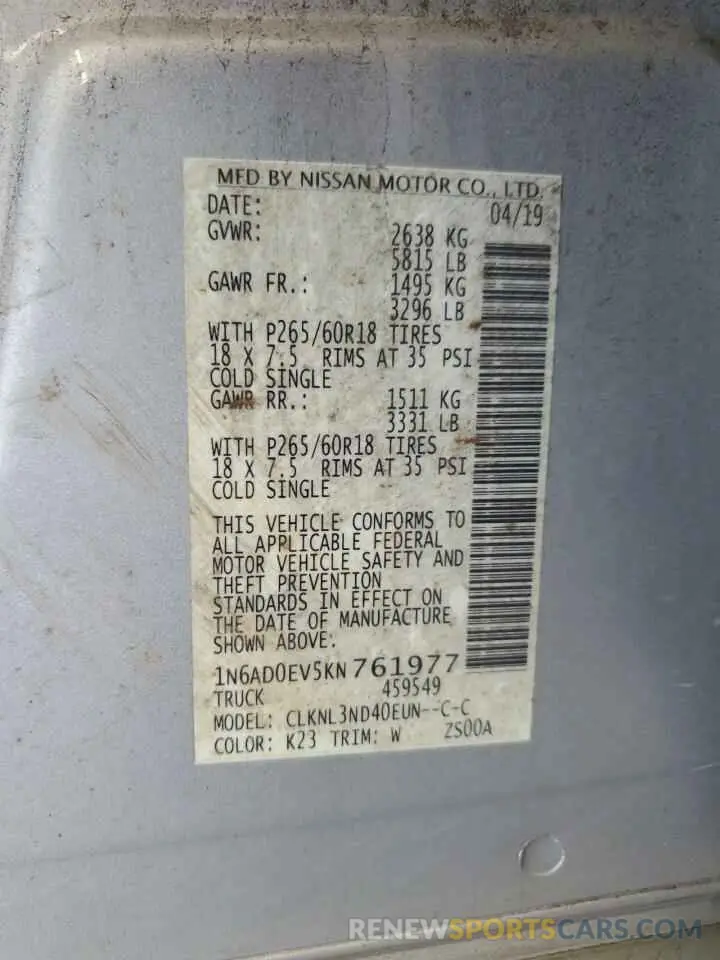 MFD BY NISSAN MOTOR CO., LTD.
DATE: 04/19
GVWR: 2638 KG
5815 LB
GAWR FR.: 1495 KG
3296 LB
WITH P265/60R18 TIRES
18 X 7.5 RIMS AT 35 PSI
COLD SINGLE
GAWR RR.: 1511 KG
3331 LB
WITH P265/60R18 TIRES
18 X 7.5 RIMS AT 35 PSI
COLD SINGLE
THIS VEHICLE CONFORMS TO
ALL APPLICABLE FEDERAL
MOTOR VEHICLE SAFETY AND
THEFT PREVENTION
STANDARDS IN EFFECT ON
THE DATE OF MANUFACTURE
SHOWN ABOVE:
1N6AD0EV5KN761977
TRUCK 459549
MODEL: CLKNL3ND40EUN--C-C
COLOR: K23 TRIM: W ZS00A
RENEWSPORTSCARS.COM